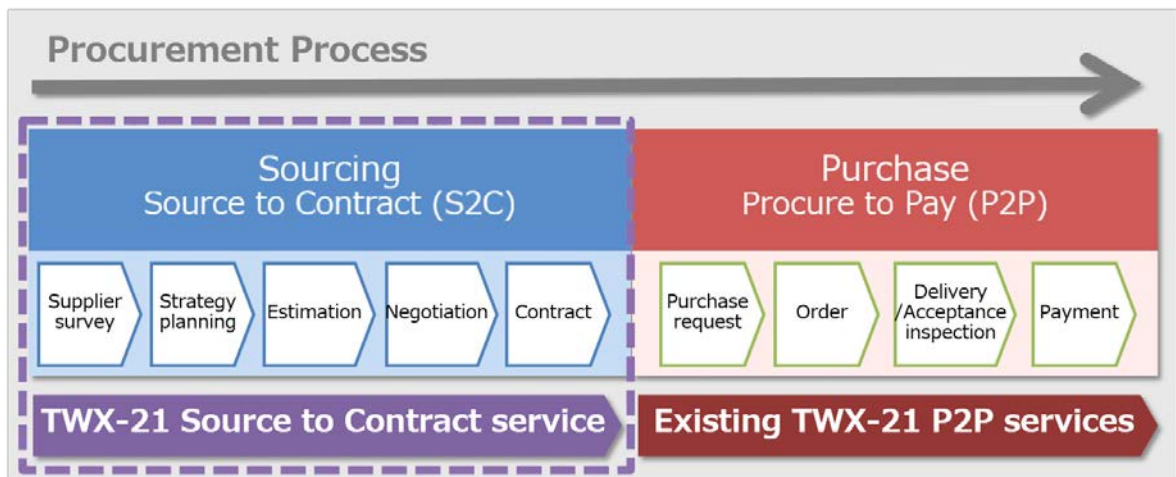 Procurement Process
Sourcing
Source to Contract (S2C)
Purchase
Procure to Pay (P2P)
Supplier
survey
Strategy
planning
Estimation
Negotiation
Contract
Purchase
request
Order
Delivery
/Acceptance
inspection
Payment
TWX-21 Source to Contract service
Existing TWX-21 P2P services